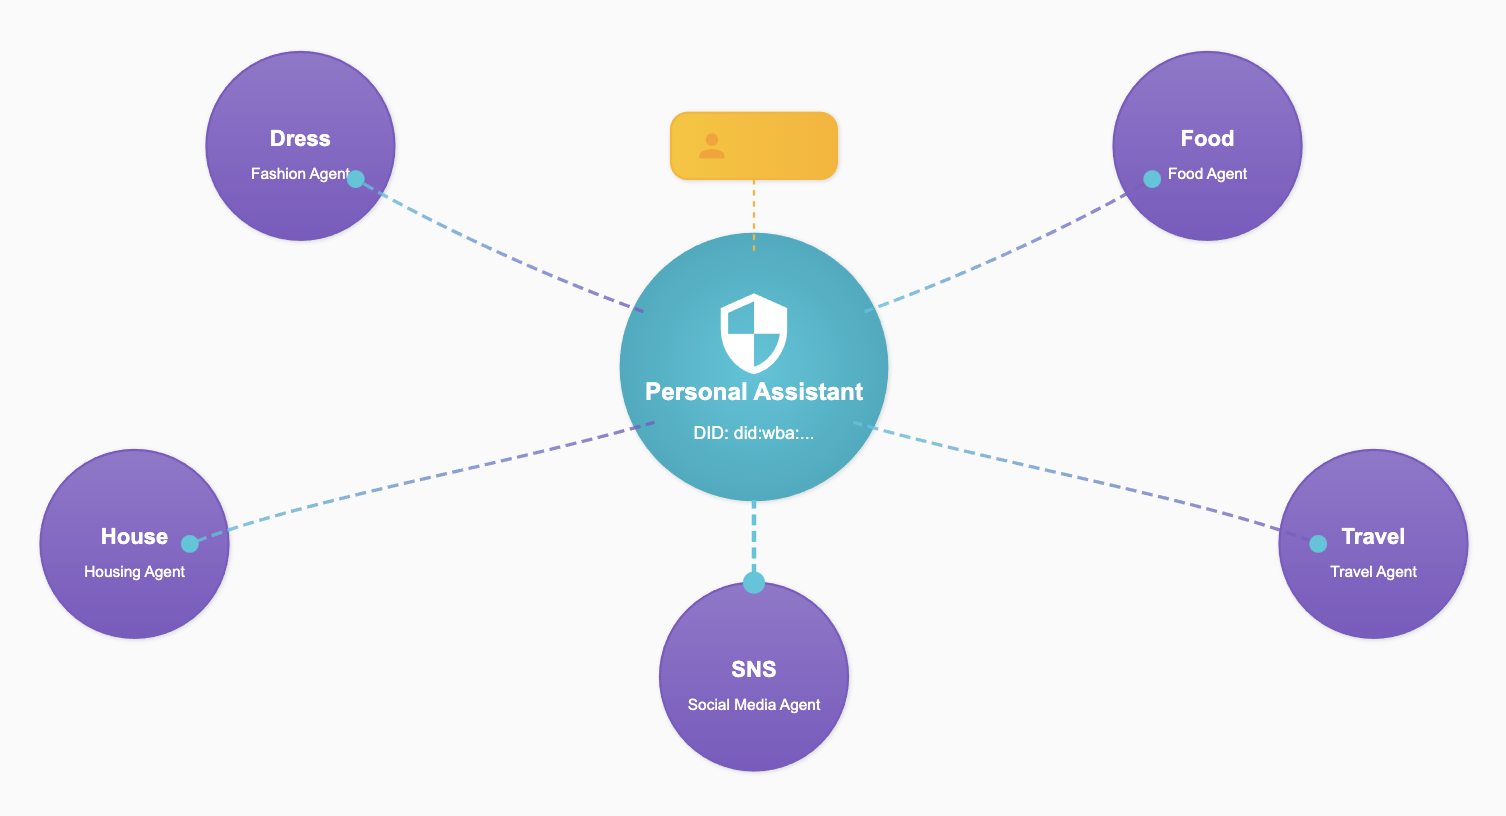 Dress
Fashion Agent
Food
Food Agent
Personal Assistant
DID: did:wba:...
House
Housing Agent
Travel
Travel Agent
SNS
Social Media Agent